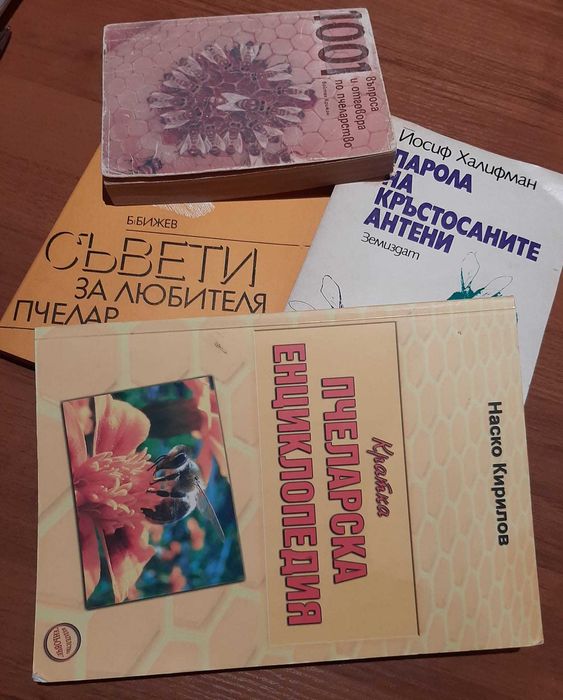 1001
въпроса
и отговора
по пчеларство
Йосиф Халифман
ПАРОЛА
НА
КРЪСТОСАНИТЕ
АНТЕНИ
Земиздат
Б. БИЖЕВ
СЪВЕТИ
ЗА ЛЮБИТЕЛЯ
ПЧЕЛАР
Наско Кирилов
Кратка
ПЧЕЛАРСКА
ЕНЦИКЛОПЕДИЯ